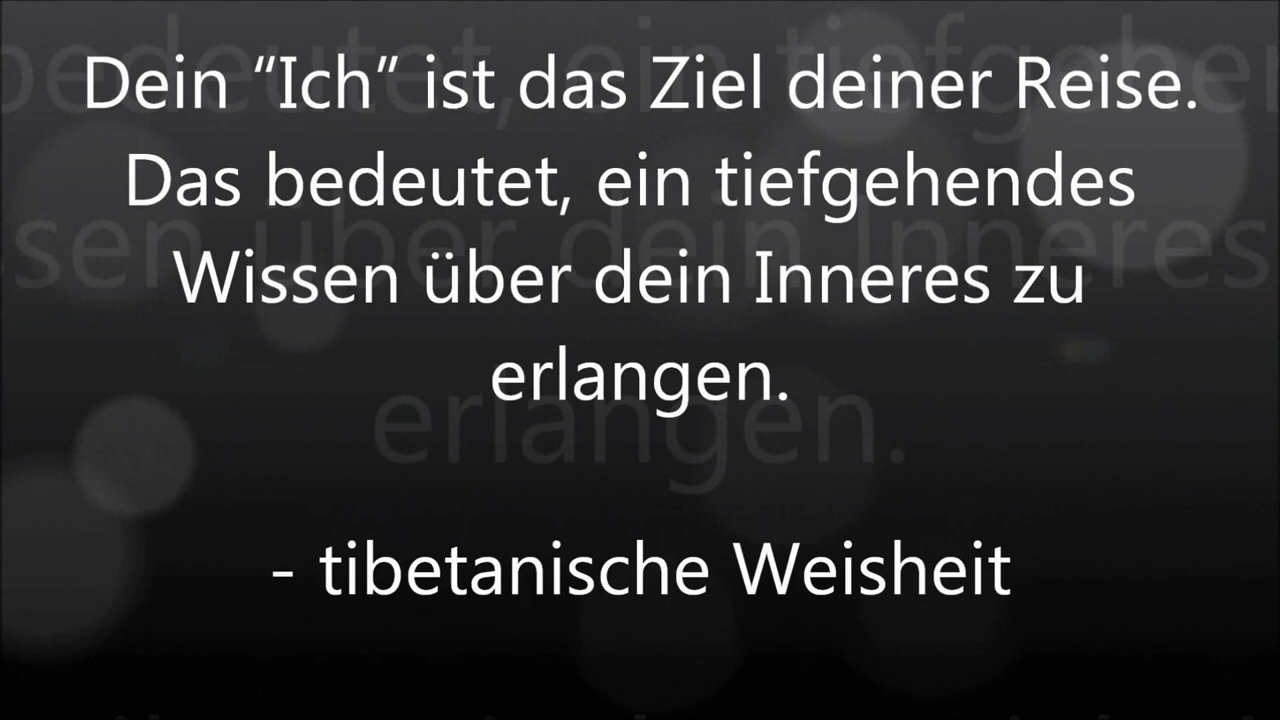 Dein “Ich” ist das Ziel deiner Reise.
Das bedeutet, ein tiefgehendes
Wissen über dein Inneres zu
erlangen.
- tibetanische Weisheit